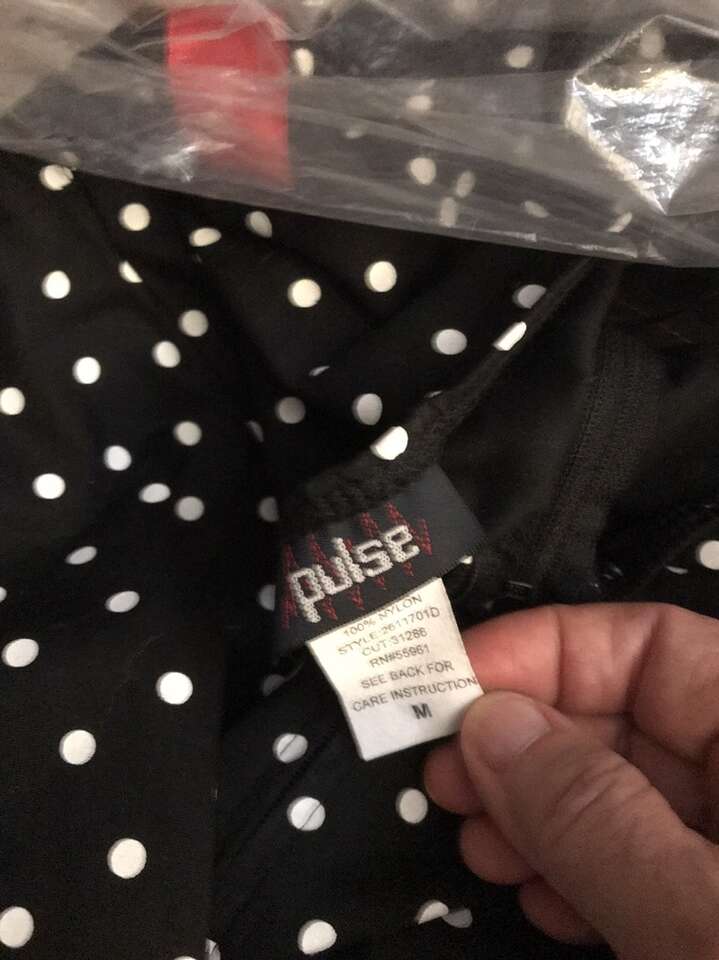 pulse
100% NYLON
STYLE:2611701D
CUT:31286
RN#55961
SEE BACK FOR
CARE INSTRUCTION
M